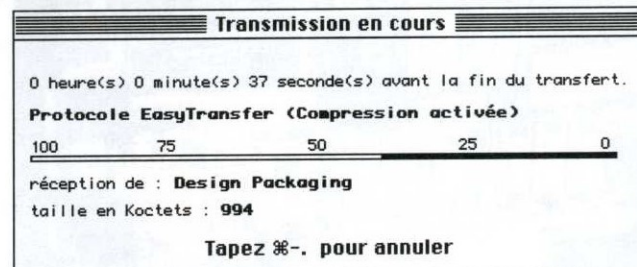 Transmission en cours
0 heure(s) 0 minute(s) 37 seconde(s) avant la fin du transfert.
Protocole EasyTransfer (Compression activée)
100 75 50 25 0
réception de : Design Packaging
taille en Koctets : 994
Tapez ⌘-. pour annuler